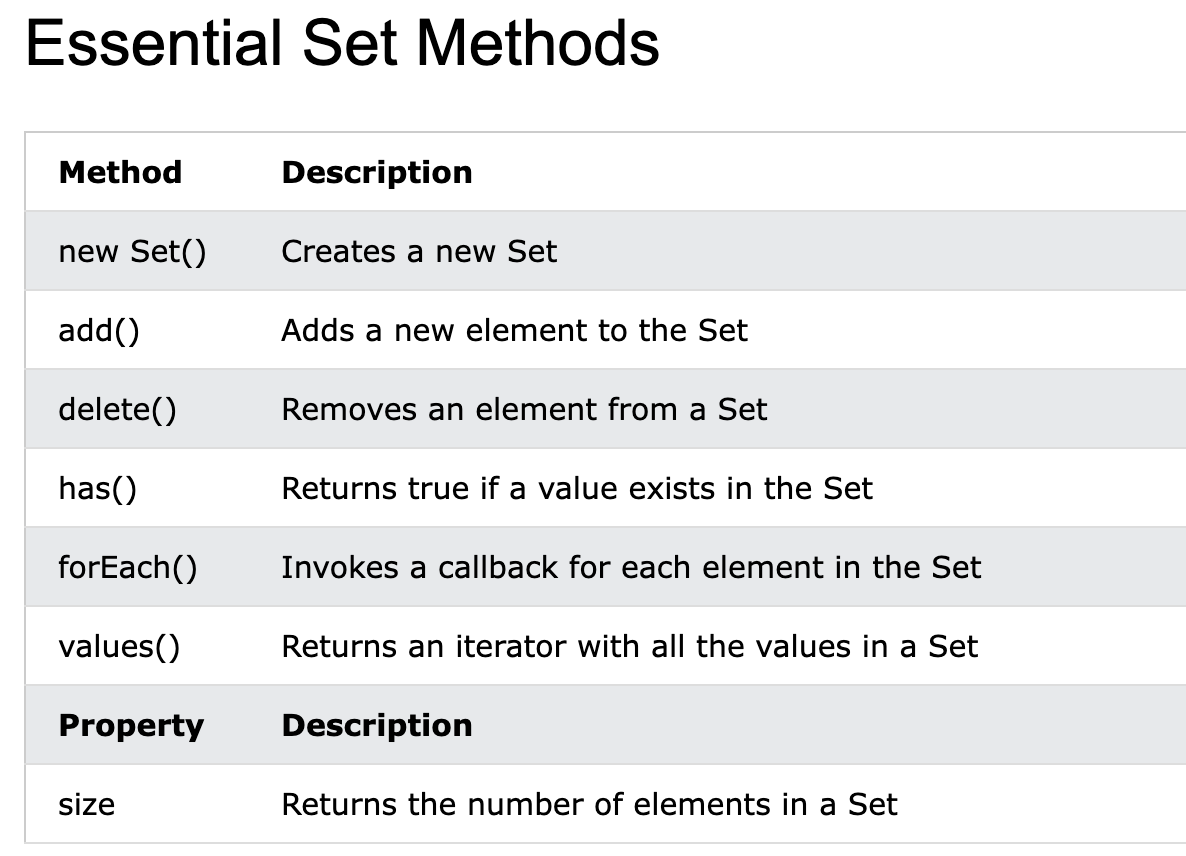 Essential Set Methods
Method Description
new Set() Creates a new Set
add() Adds a new element to the Set
delete() Removes an element from a Set
has() Returns true if a value exists in the Set
forEach() Invokes a callback for each element in the Set
values() Returns an iterator with all the values in a Set
Property Description
size Returns the number of elements in a Set